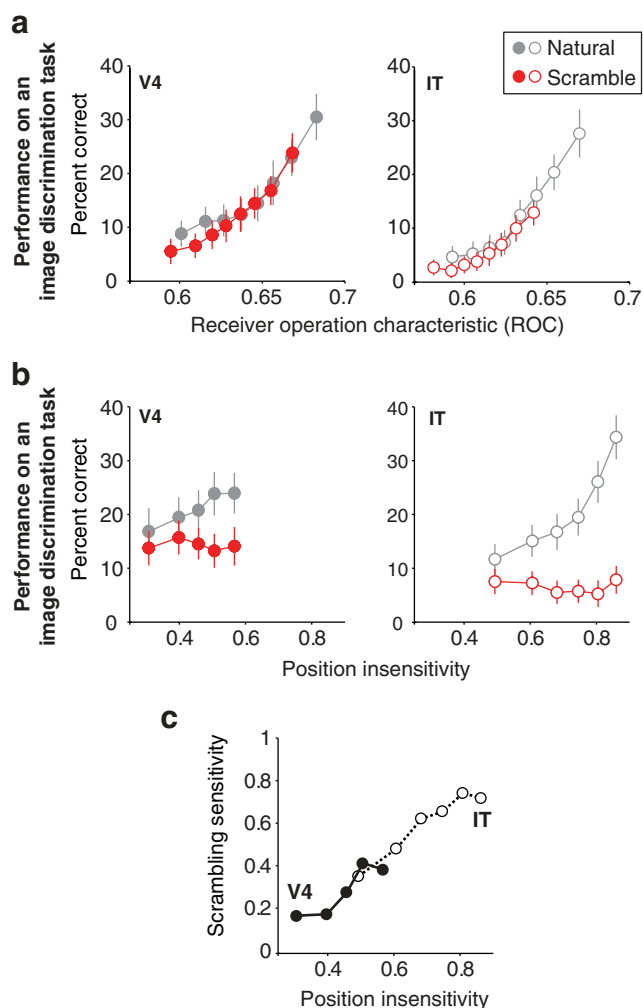 a
Performance on an
image discrimination task
Percent correct
V4
40
30
20
10
0
0.6
0.65
0.7
IT
Natural
Scramble
40
30
20
10
0
0.6
0.65
0.7
Receiver operation characteristic (ROC)
b
Performance on an
image discrimination task
Percent correct
V4
40
30
20
10
0
0.4
0.6
0.8
IT
40
30
20
10
0
0.4
0.6
0.8
Position insensitivity
c
Scrambling sensitivity
1
0.8
0.6
0.4
0.2
0
V4
IT
0.4
0.6
0.8
Position insensitivity